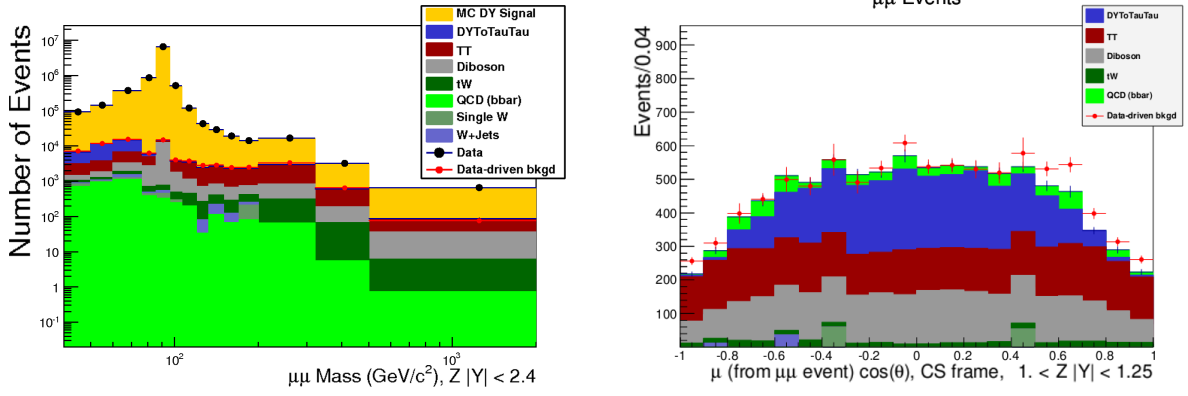 MC DY Signal
DYToTauTau
TT
Diboson
tW
QCD (bbar)
Single W
W+Jets
Data
Data-driven bkgd
Number of Events
10⁷
10⁶
10⁵
10⁴
10³
10²
10
1
10⁻¹
10² 10³
μμ Mass (GeV/c²), Z |Y| < 2.4
μμ Events
DYToTauTau
TT
Diboson
tW
QCD (bbar)
Data-driven bkgd
Events/0.04
900
800
700
600
500
400
300
200
100
-1 -0.8 -0.6 -0.4 -0.2 0 0.2 0.4 0.6 0.8 1
μ (from μμ event) cos(θ), CS frame, 1. < Z |Y| < 1.25